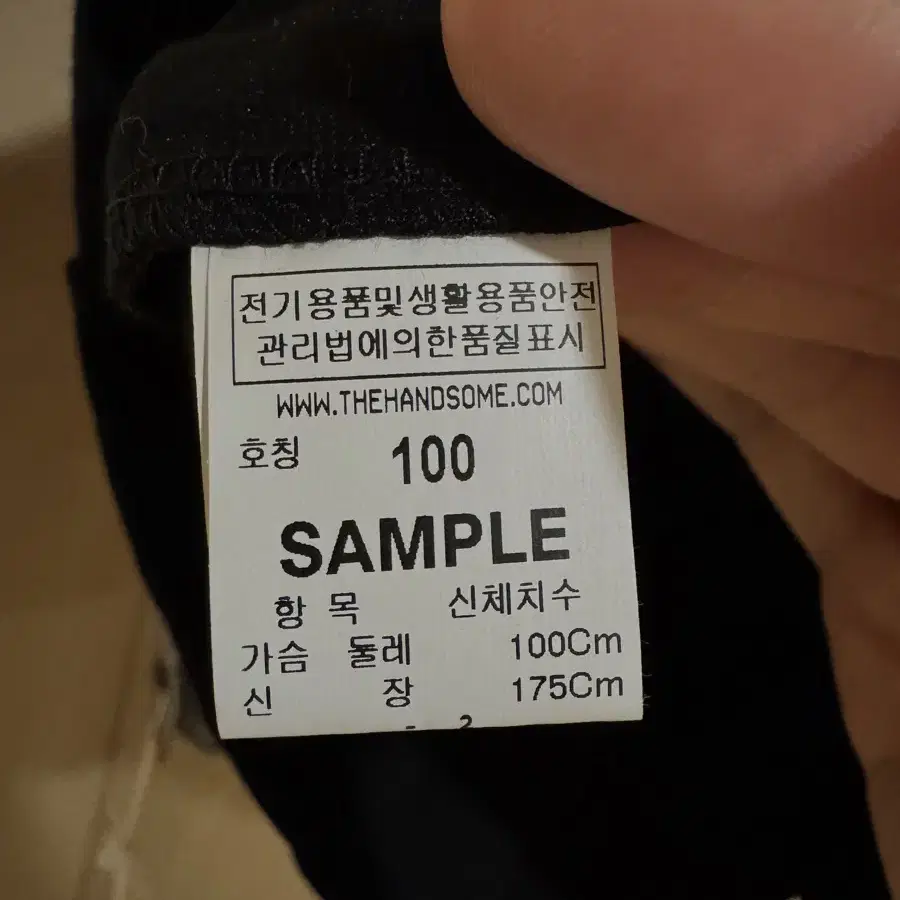 전기용품및생활용품안전
관리법에의한품질표시
WWW.THEHANDSOME.COM
호칭 100
SAMPLE
항 목 신체치수
가슴 둘레 100Cm
신 장 175Cm
- 2